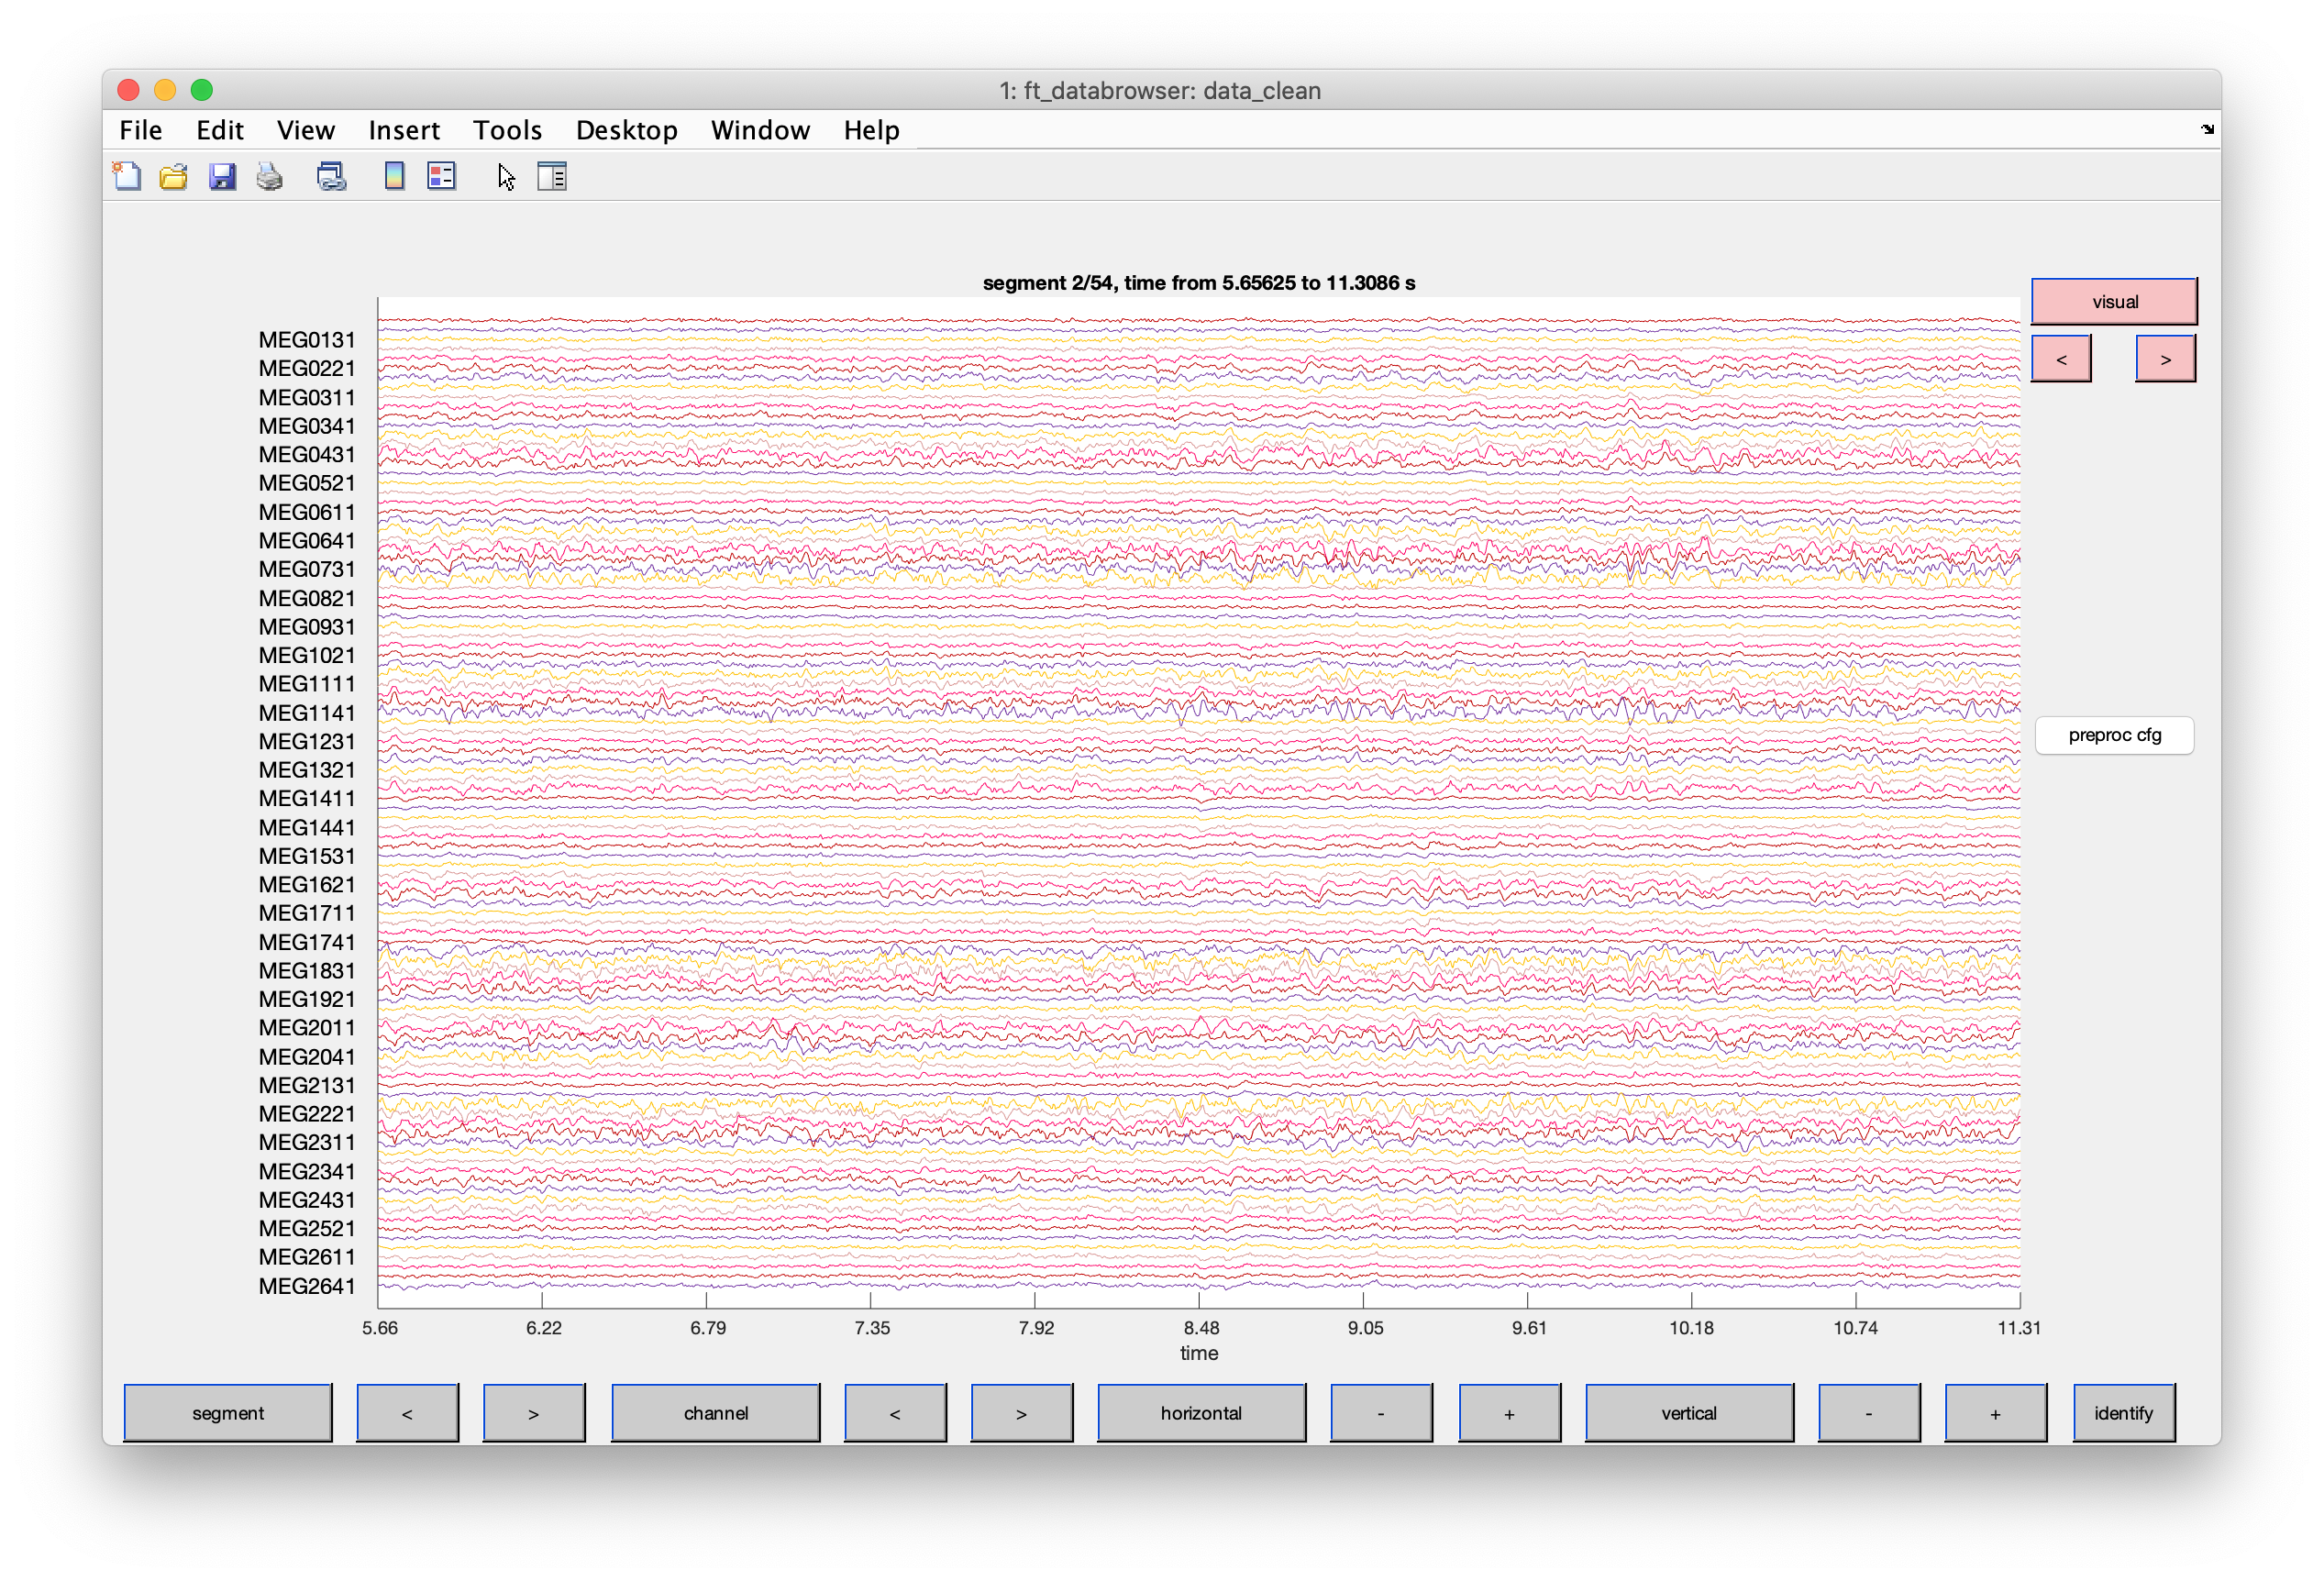 1: ft_databrowser: data_clean
File Edit View Insert Tools Desktop Window Help
segment 2/54, time from 5.65625 to 11.3086 s
visual
< >
MEG0131
MEG0221
MEG0311
MEG0341
MEG0431
MEG0521
MEG0611
MEG0641
MEG0731
MEG0821
MEG0931
MEG1021
MEG1111
MEG1141
MEG1231
MEG1321
MEG1411
MEG1441
MEG1531
MEG1621
MEG1711
MEG1741
MEG1831
MEG1921
MEG2011
MEG2041
MEG2131
MEG2221
MEG2311
MEG2341
MEG2431
MEG2521
MEG2611
MEG2641
preproc cfg
5.66 6.22 6.79 7.35 7.92 8.48 9.05 9.61 10.18 10.74 11.31
time
segment < > channel < > horizontal - + vertical - + identify